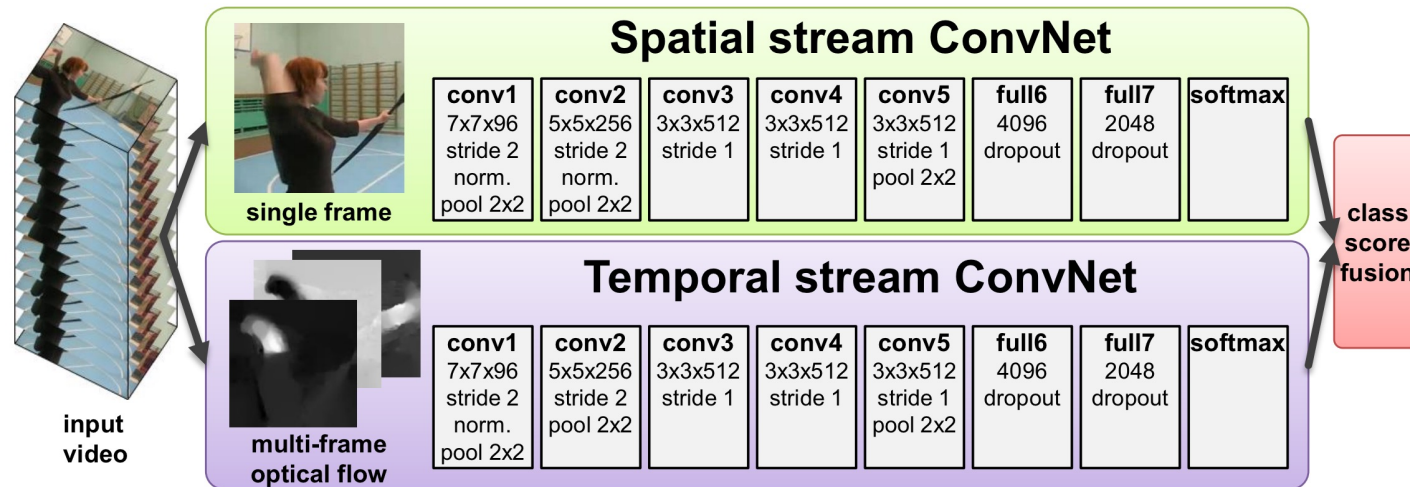 Spatial stream ConvNet
single frame
conv1
7x7x96
stride 2
norm.
pool 2x2
conv2
5x5x256
stride 2
norm.
pool 2x2
conv3
3x3x512
stride 1
conv4
3x3x512
stride 1
conv5
3x3x512
stride 1
pool 2x2
full6
4096
dropout
full7
2048
dropout
softmax
input
video
Temporal stream ConvNet
multi-frame
optical flow
conv1
7x7x96
stride 2
norm.
pool 2x2
conv2
5x5x256
stride 2
pool 2x2
conv3
3x3x512
stride 1
conv4
3x3x512
stride 1
conv5
3x3x512
stride 1
pool 2x2
full6
4096
dropout
full7
2048
dropout
softmax
class
score
fusion